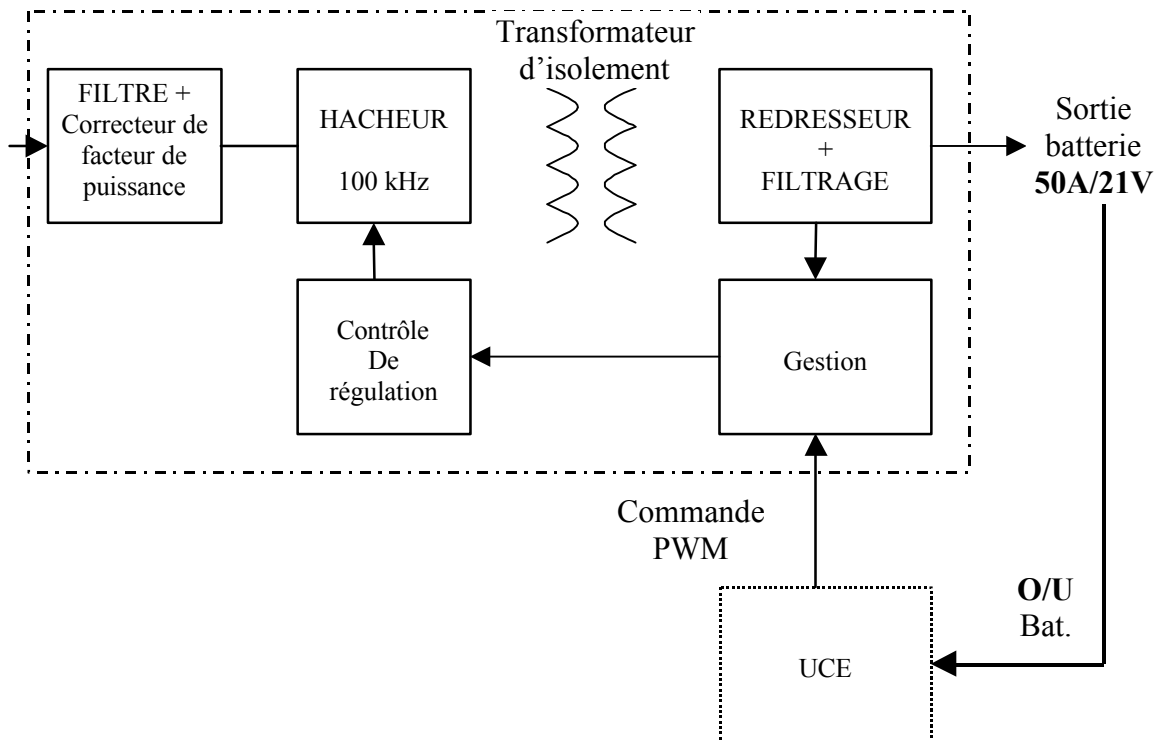 Transformateur
d'isolement
FILTRE +
Correcteur de
facteur de
puissance
HACHEUR
100 kHz
REDRESSEUR
+
FILTRAGE
Sortie
batterie
50A/21V
Contrôle
De
régulation
Gestion
Commande
PWM
O/U
Bat.
UCE